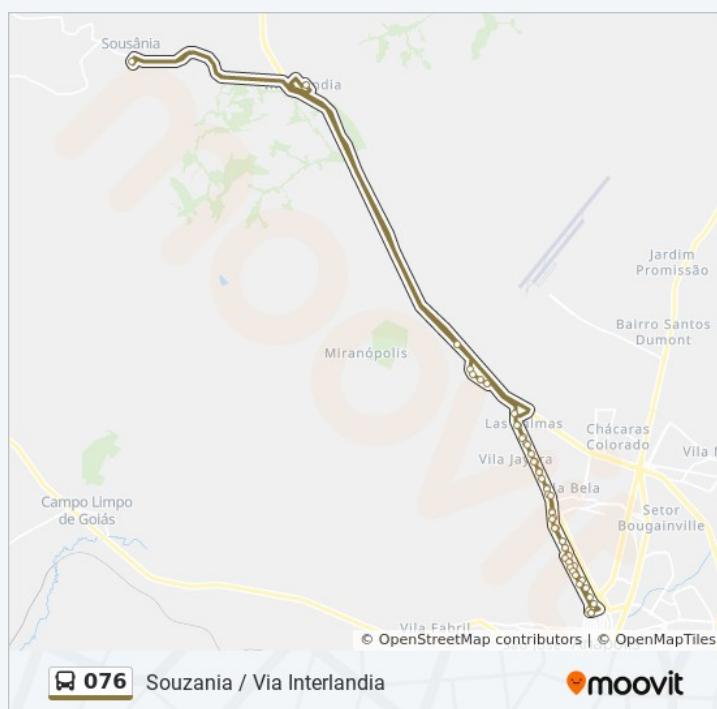 Sousânia
Miranópolis
Jardim
Promissão
Bairro Santos
Dumont
Chácaras
Colorado
Vila Jayara
Setor
Bougainville
Campo Limpo
de Goiás
Vila Fabril
© OpenStreetMap contributors | © OpenMapTiles
076 Souzania / Via Interlandia
moovit